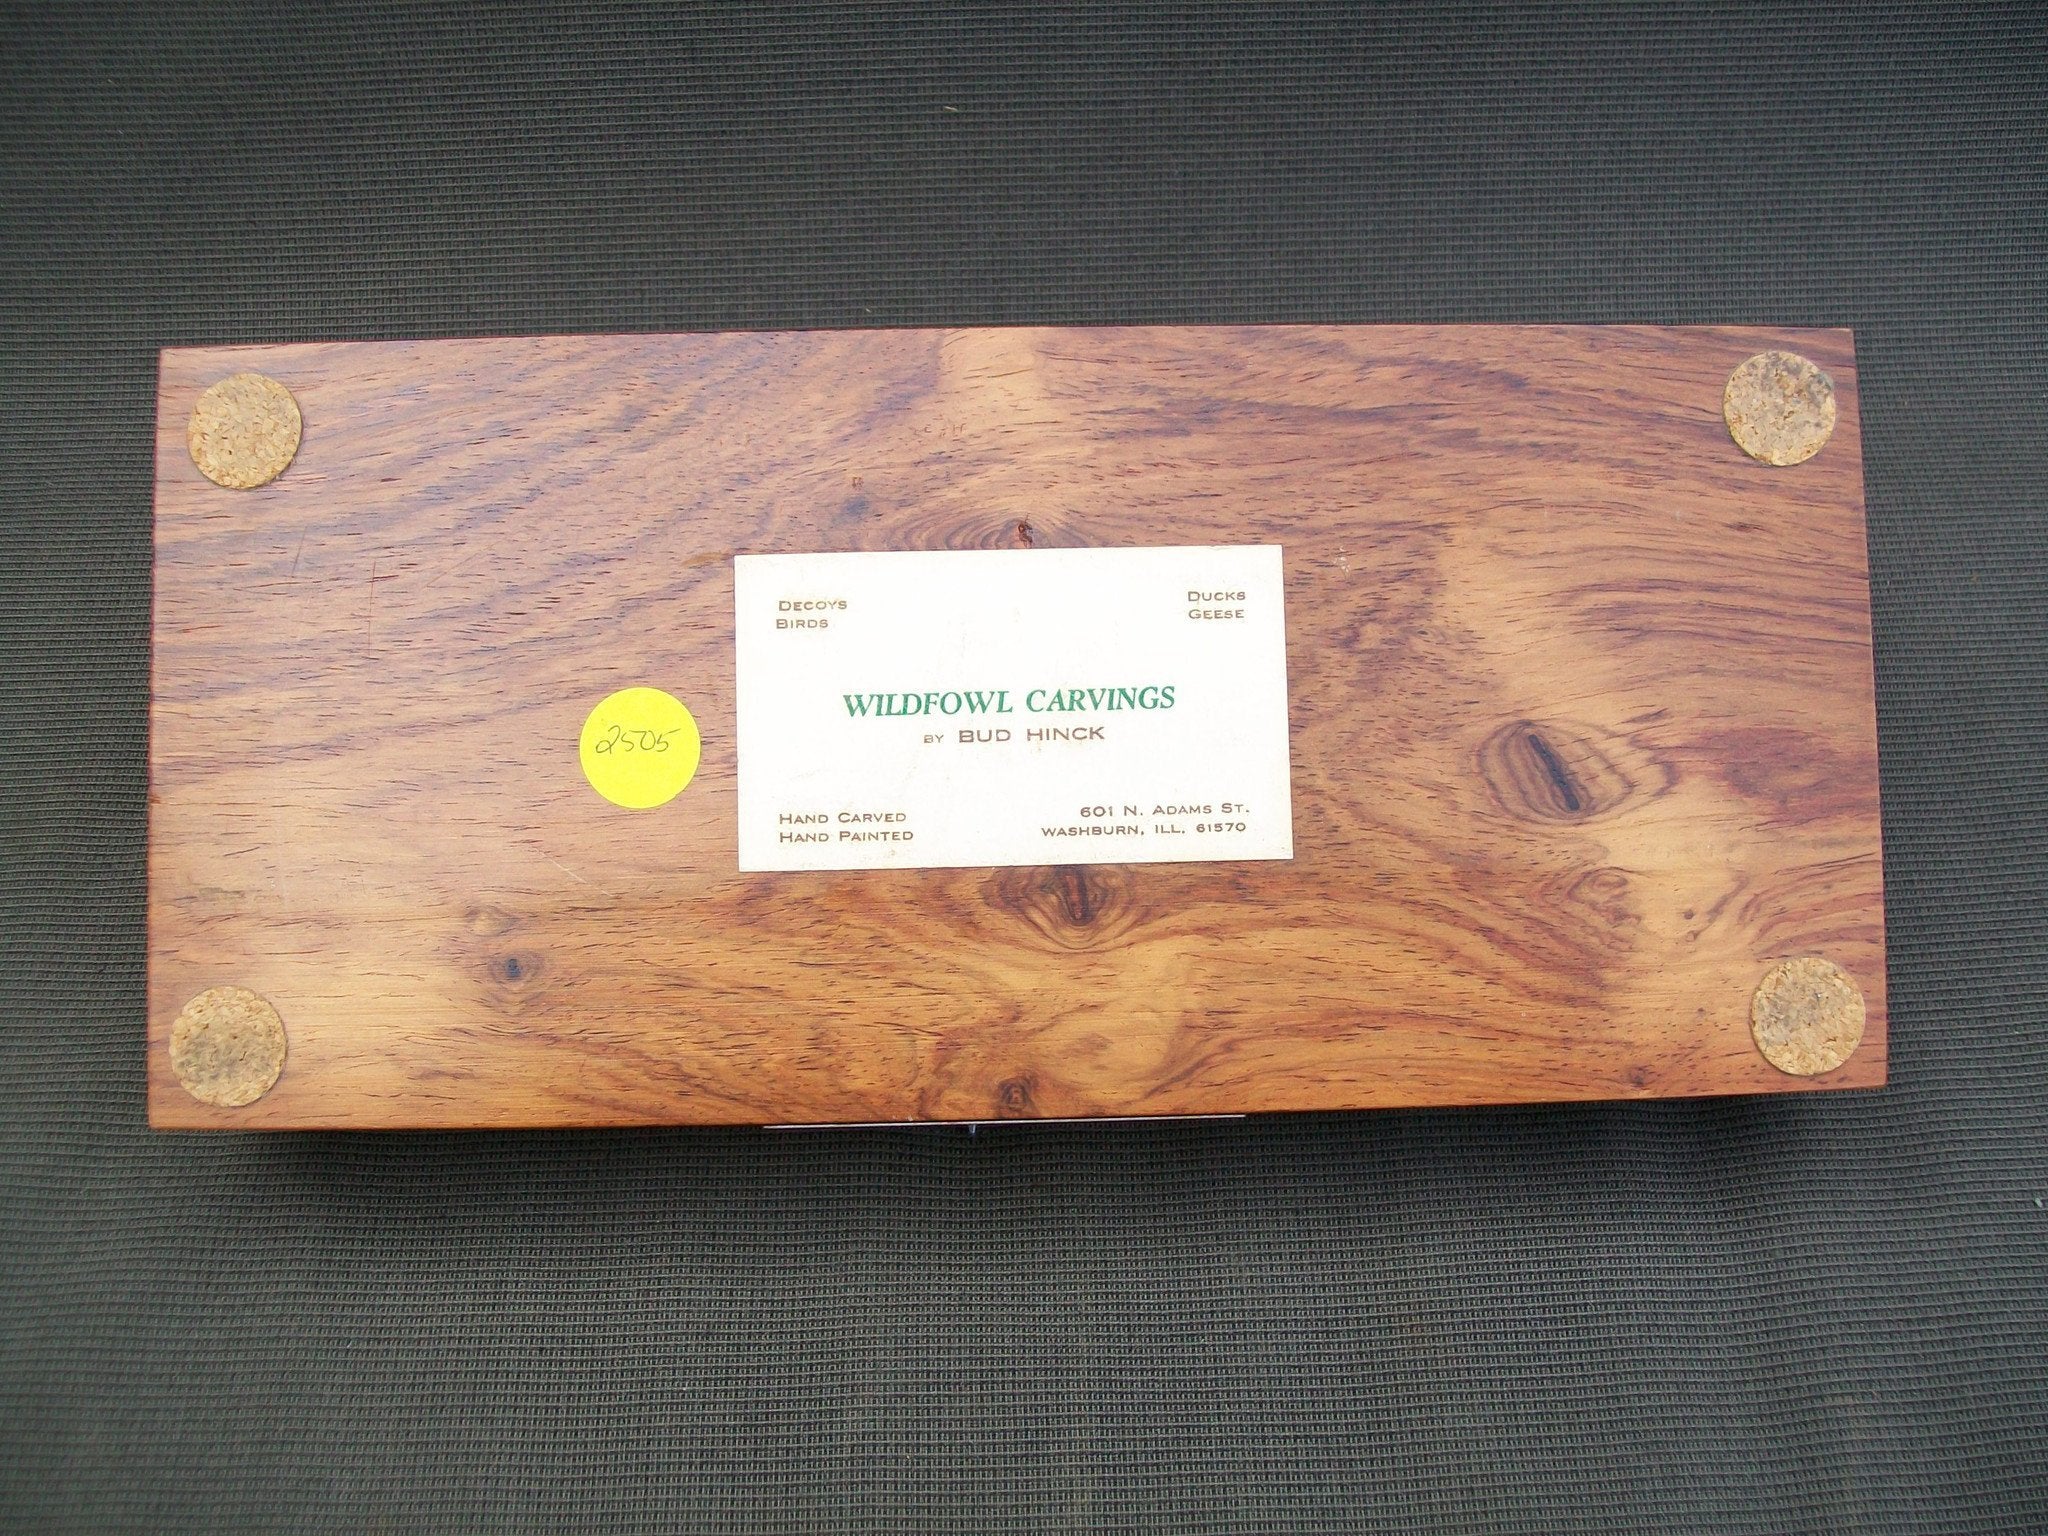 Decoys
Birds
Ducks
Geese
WILDFOWL CARVINGS
BY BUD HINCK
Hand Carved
Hand Painted
601 N. Adams St.
Washburn, Ill. 61570
2505